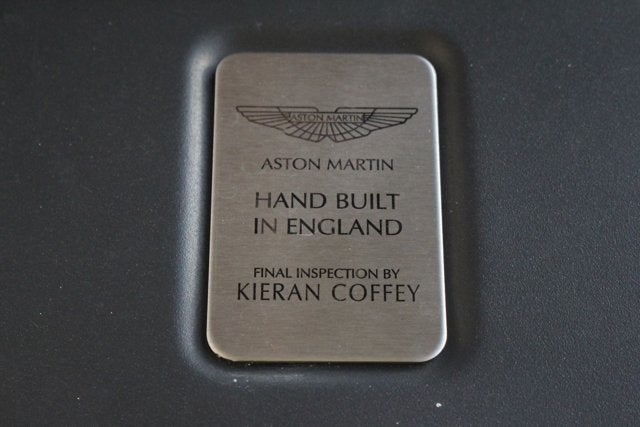 ASTON MARTIN
ASTON MARTIN
HAND BUILT
IN ENGLAND
FINAL INSPECTION BY
KIERAN COFFEY